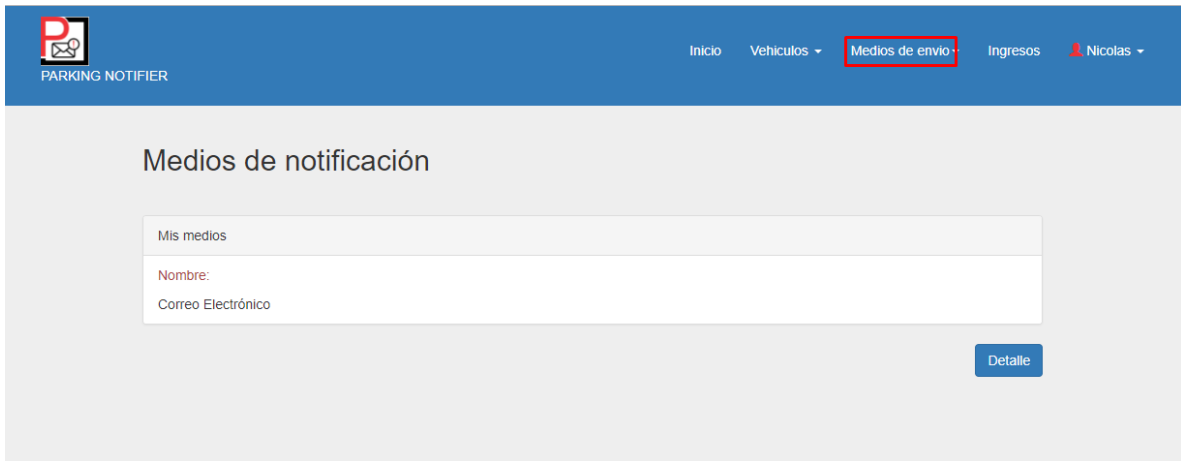 P
PARKING NOTIFIER
Inicio Vehiculos Medios de envio Ingresos Nicolas
Medios de notificación
Mis medios
Nombre:
Correo Electrónico
Detalle